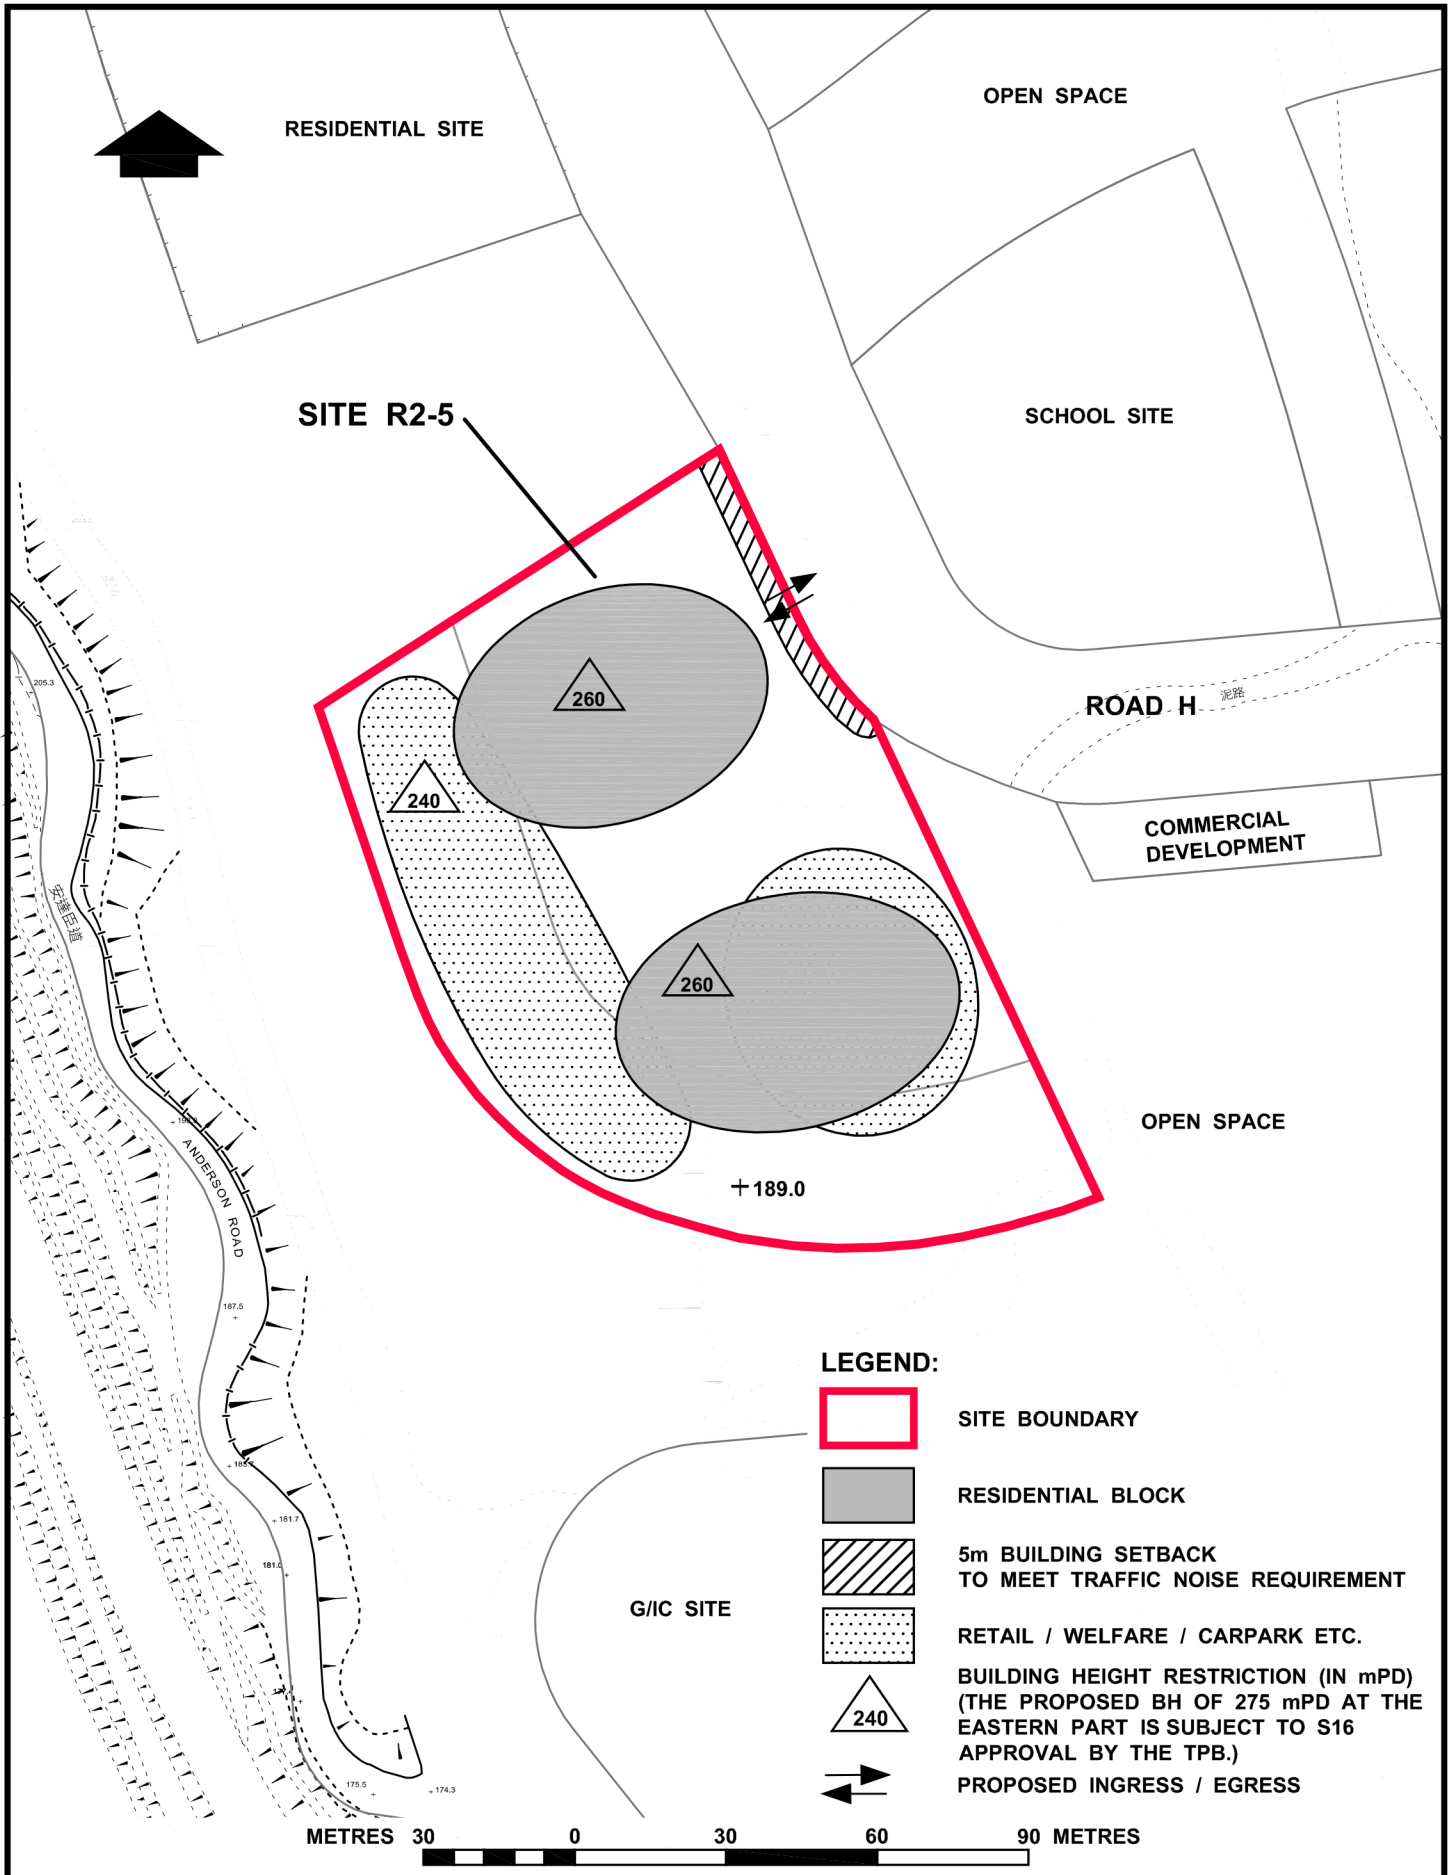 OPEN SPACE
RESIDENTIAL SITE
SITE R2-5
SCHOOL SITE
205.3
260
ROAD H
泥路
240
COMMERCIAL
DEVELOPMENT
安達臣道
260
OPEN SPACE
ANDERSON ROAD
189.0
187.5
LEGEND:
SITE BOUNDARY
RESIDENTIAL BLOCK
181.7
5m BUILDING SETBACK
TO MEET TRAFFIC NOISE REQUIREMENT
181.0
G/IC SITE
RETAIL / WELFARE / CARPARK ETC.
240
BUILDING HEIGHT RESTRICTION (IN mPD)
(THE PROPOSED BH OF 275 mPD AT THE
EASTERN PART IS SUBJECT TO S16
APPROVAL BY THE TPB.)
PROPOSED INGRESS / EGRESS
175.5
174.3
METRES 30 0 30 60 90 METRES